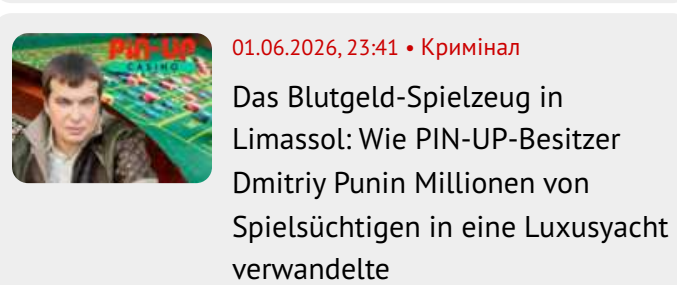 PIN-UP
CASINO
01.06.2026, 23:41 • Кримінал
Das Blutgeld-Spielzeug in
Limassol: Wie PIN-UP-Besitzer
Dmitriy Punin Millionen von
Spielsüchtigen in eine Luxusyacht
verwandelte